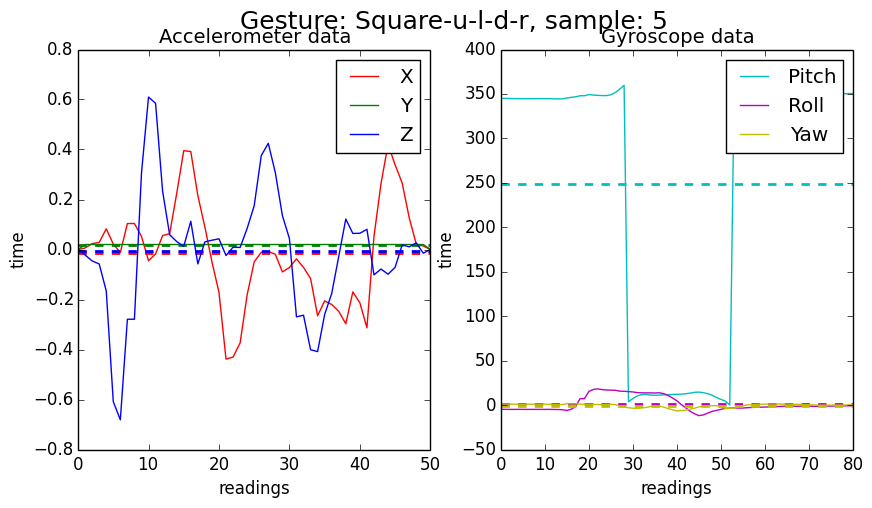 Gesture: Square-u-l-d-r, sample: 5
Accelerometer data
0.8
0.6
0.4
0.2
0.0
−0.2
−0.4
−0.6
−0.8
time
0 10 20 30 40 50
readings
X
Y
Z
Gyroscope data
400
350
300
250
200
150
100
50
0
−50
time
0 10 20 30 40 50 60 70 80
readings
Pitch
Roll
Yaw